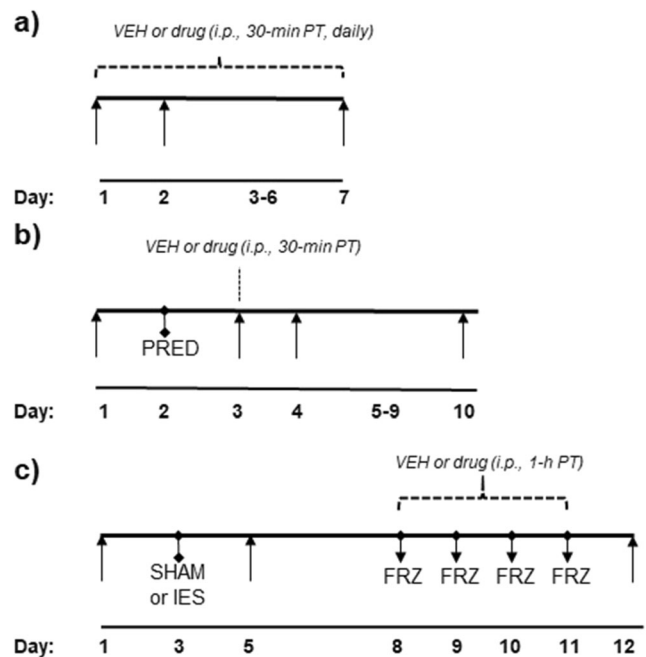 a)
VEH or drug (i.p., 30-min PT, daily)
Day: 1 2 3-6 7
b)
VEH or drug (i.p., 30-min PT)
PRED
Day: 1 2 3 4 5-9 10
c)
VEH or drug (i.p., 1-h PT)
SHAM FRZ FRZ FRZ FRZ
or IES
Day: 1 3 5 8 9 10 11 12